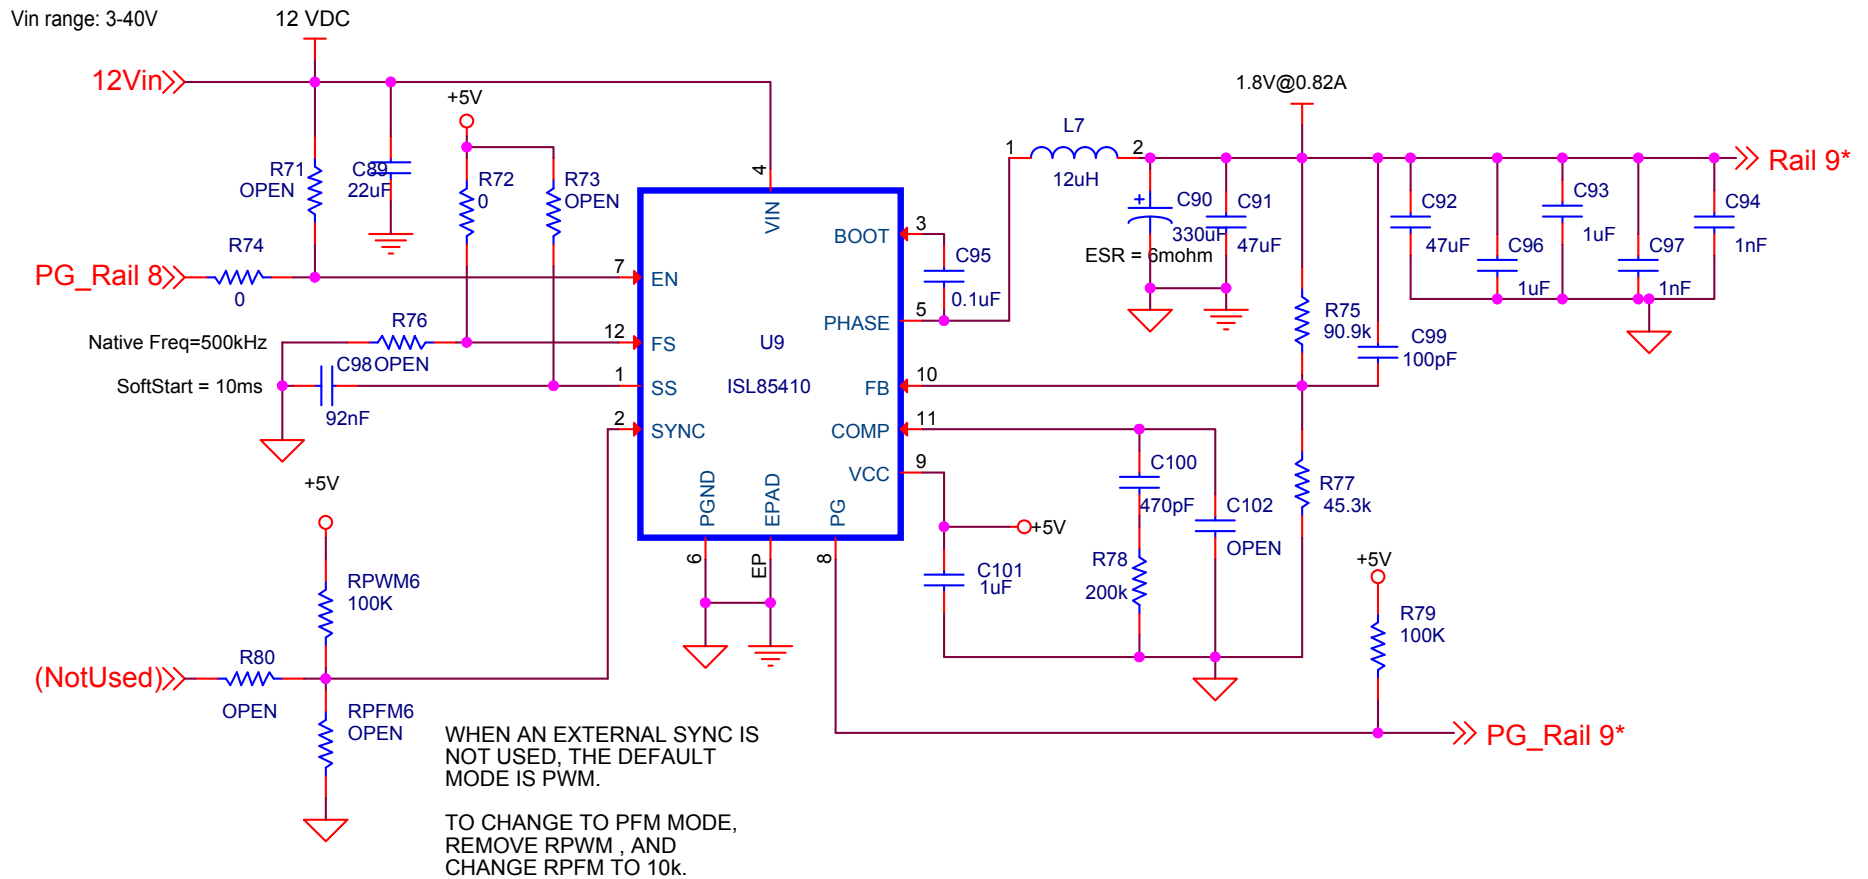 Vin range: 3-40V
12 VDC
12Vin
+5V
1.8V@0.82A
L7
1
2
12uH
Rail 9*
R71
OPEN
C89
22uF
R72
0
R73
OPEN
4
VIN
BOOT
3
C95
0.1uF
PHASE
5
C90
330uF
ESR = 6mohm
C91
47uF
C92
47uF
C96
1uF
C93
1uF
C97
1nF
C94
1nF
R74
0
PG_Rail 8
7
EN
R76
OPEN
Native Freq=500kHz
12
FS
U9
ISL85410
R75
90.9k
C99
100pF
C98
92nF
SoftStart = 10ms
1
SS
FB
10
2
SYNC
COMP
11
VCC
9
PGND
EPAD
PG
6
EP
8
C100
470pF
C102
OPEN
R77
45.3k
+5V
C101
1uF
R78
200k
+5V
R79
100K
+5V
RPWM6
100K
(NotUsed)
R80
OPEN
RPFM6
OPEN
PG_Rail 9*
WHEN AN EXTERNAL SYNC IS
NOT USED, THE DEFAULT
MODE IS PWM.
TO CHANGE TO PFM MODE,
REMOVE RPWM , AND
CHANGE RPFM TO 10k.